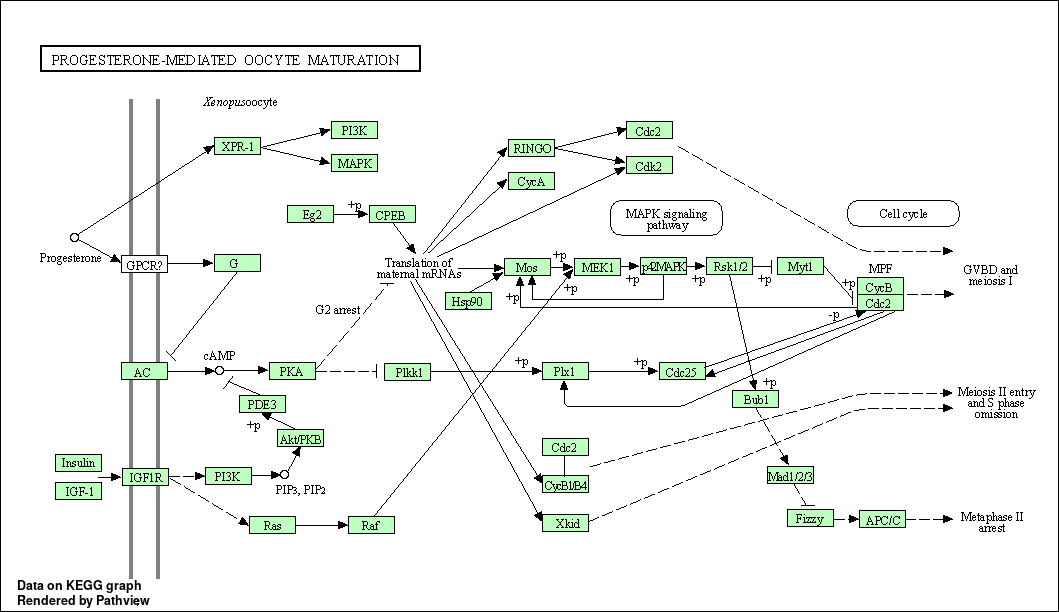 PROGESTERONE-MEDIATED OOCYTE MATURATION
Xenopusoocyte
PI3K
XPR-1
MAPK
RINGO
Cdc2
Cdk2
CycA
Eg2
+p
CPEB
MAPK signaling
pathway
Cell cycle
Progesterone
GPCR?
G
Translation of
maternal mRNAs
Mos
+p
MEK1
+p
p42MAPK
+p
Rsk1/2
+p
Myt1
+p
MPF
CycB
Cdc2
GVBD and
meiosis I
Hsp90
+p
+p
-p
G2 arrest
cAMP
AC
PKA
Plkk1
+p
Plx1
+p
Cdc25
PDE3
+p
Akt/PKB
+p
Bub1
Meiosis II entry
and S phase
omission
Cdc2
CycB1/B4
Insulin
IGF-1
IGF1R
PI3K
PIP3, PIP2
Mad1/2/3
Ras
Raf
Xkid
Fizzy
APC/C
Metaphase II
arrest
Data on KEGG graph
Rendered by Pathview